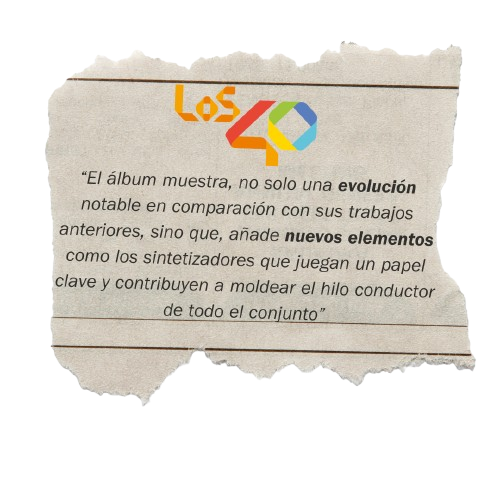 LOS 40
“El álbum muestra, no solo una evolución
notable en comparación con sus trabajos
anteriores, sino que, añade nuevos elementos
como los sintetizadores que juegan un papel
clave y contribuyen a moldear el hilo conductor
de todo el conjunto”